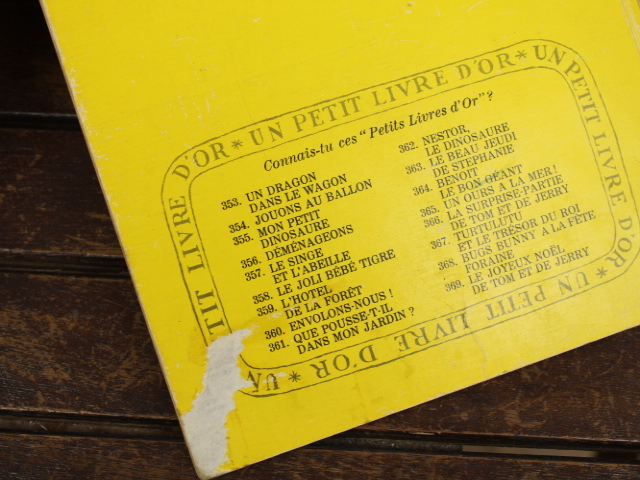 UN PETIT LIVRE D'OR * UN PETIT LIVRE D'OR * UN PETIT LIVRE D'OR * UN PETIT LIVRE D'OR *
Connais-tu ces "Petits Livres d'Or"?
353. UN DRAGON
DANS LE WAGON
354. JOUONS AU BALLON
355. MON PETIT
DINOSAURE
356. DÉMÉNAGEONS
357. LE SINGE
ET L'ABEILLE
358. LE JOLI BÉBÉ TIGRE
359. L'HOTEL
DE LA FORÊT
360. ENVOLONS-NOUS !
361. QUE POUSSE-T-IL
DANS MON JARDIN ?
362. NESTOR,
LE DINOSAURE
363. LE BEAU JEUDI
DE STEPHANIE
364. BENOIT
LE BON GÉANT
365. UN OURS A LA MER!
366. LA SURPRISE-PARTIE
DE TOM ET DE JERRY
367. TURTULUTU
ET LE TRÉSOR DU ROI
368. BUGS BUNNY A LA FÊTE
FORAINE
369. LE JOYEUX NOËL
DE TOM ET DE JERRY